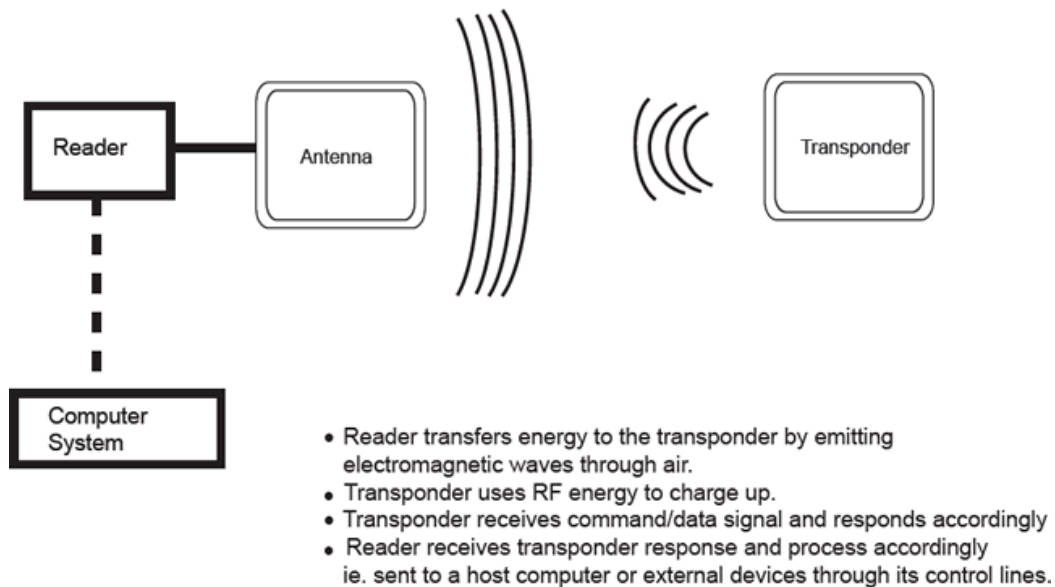 Reader
Antenna
Transponder
Computer
System
• Reader transfers energy to the transponder by emitting
electromagnetic waves through air.
• Transponder uses RF energy to charge up.
• Transponder receives command/data signal and responds accordingly
• Reader receives transponder response and process accordingly
ie. sent to a host computer or external devices through its control lines.